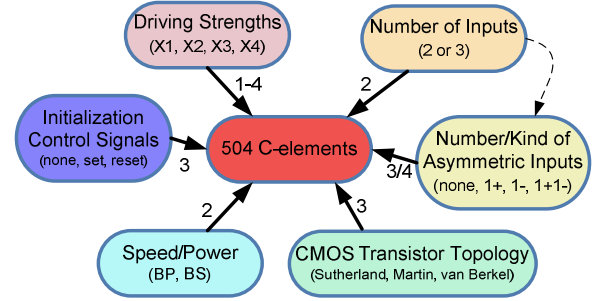 Driving Strengths
(X1, X2, X3, X4)
Number of Inputs
(2 or 3)
1-4
2
Initialization
Control Signals
(none, set, reset)
3
504 C-elements
Number/Kind of
Asymmetric Inputs
(none, 1+, 1-, 1+1-)
3/4
2
3
Speed/Power
(BP, BS)
CMOS Transistor Topology
(Sutherland, Martin, van Berkel)